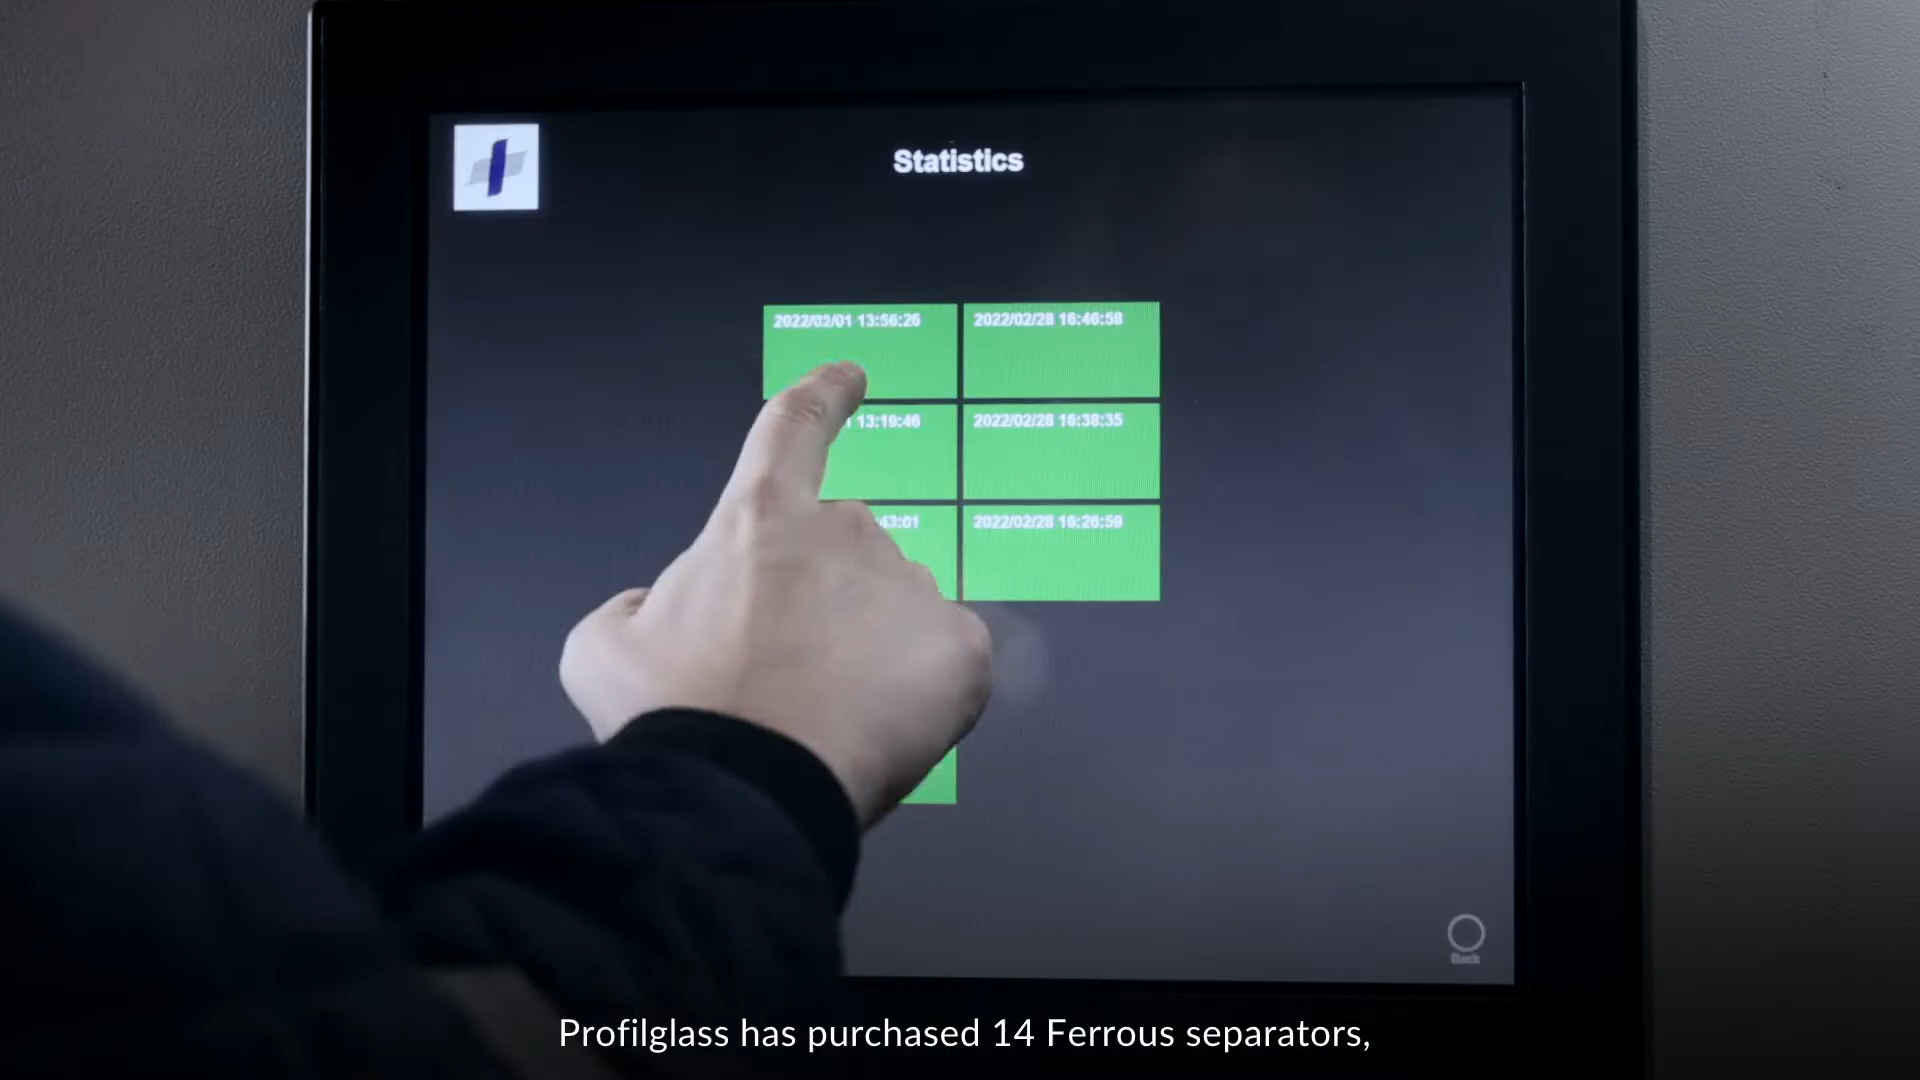 Statistics
2022/02/01 13:56:26
2022/02/28 16:46:58
13:19:46
2022/02/28 16:38:35
:43:01
2022/02/28 16:26:59
Back
Profilglass has purchased 14 Ferrous separators,